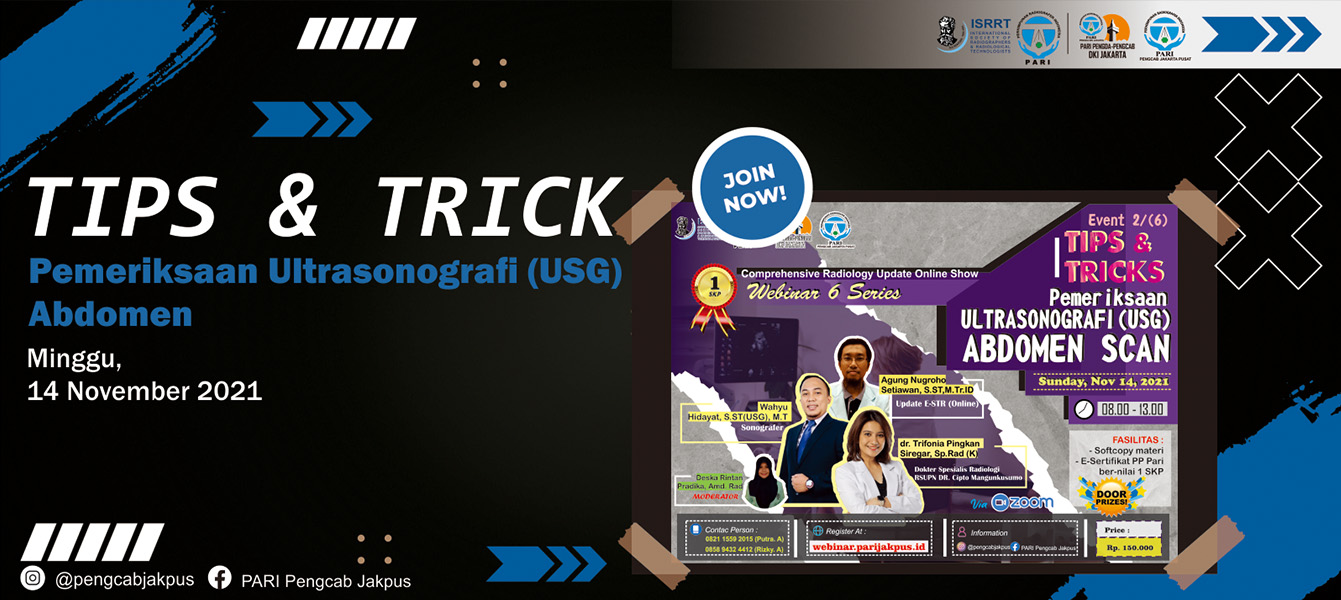 ISRRT
INTERNATIONAL
SOCIETY OF
RADIOGRAPHERS
& RADIOLOGICAL
TECHNOLOGISTS
PARI
PARI PENGDA-PENGCAB
DKI JAKARTA
PARI
PENGCAB JAKARTA PUSAT
TIPS & TRICK
Pemeriksaan Ultrasonografi (USG)
Abdomen
Minggu,
14 November 2021
@pengcabjakpus
PARI Pengcab Jakpus
JOIN
NOW!
PARI
PENGCAB JAKARTA PUSAT
Event 2/(6)
TIPS &
TRICKS
Pemeriksaan
ULTRASONOGRAFI (USG)
ABDOMEN SCAN
Sunday, Nov 14, 2021
08.00 - 13.00
1
SKP
Comprehensive Radiology Update Online Show
Webinar 6 Series
Agung Nugroho
Setiawan, S.ST,M.Tr.ID
Update E-STR (Online)
Wahyu
Hidayat, S.ST(USG), M.T
Sonografer
dr. Trifonia Pingkan
Siregar, Sp.Rad (K)
Dokter Spesialis Radiologi
RSUPN DR. Cipto Mangunkusumo
Deska Rintan
Pradika, Amd. Rad
MODERATOR
Via zoom
FASILITAS :
- Softcopy materi
- E-Sertifikat PP Pari
ber-nilai 1 SKP
DOOR
PRIZES!
Contac Person :
0821 1559 2015 (Putra. A)
0858 9432 4412 (Rizky. A)
Register At :
webinar.parijakpus.id
Information
@pengcabjakpus
PARI Pengcab Jakpus
Price :
Rp. 150.000